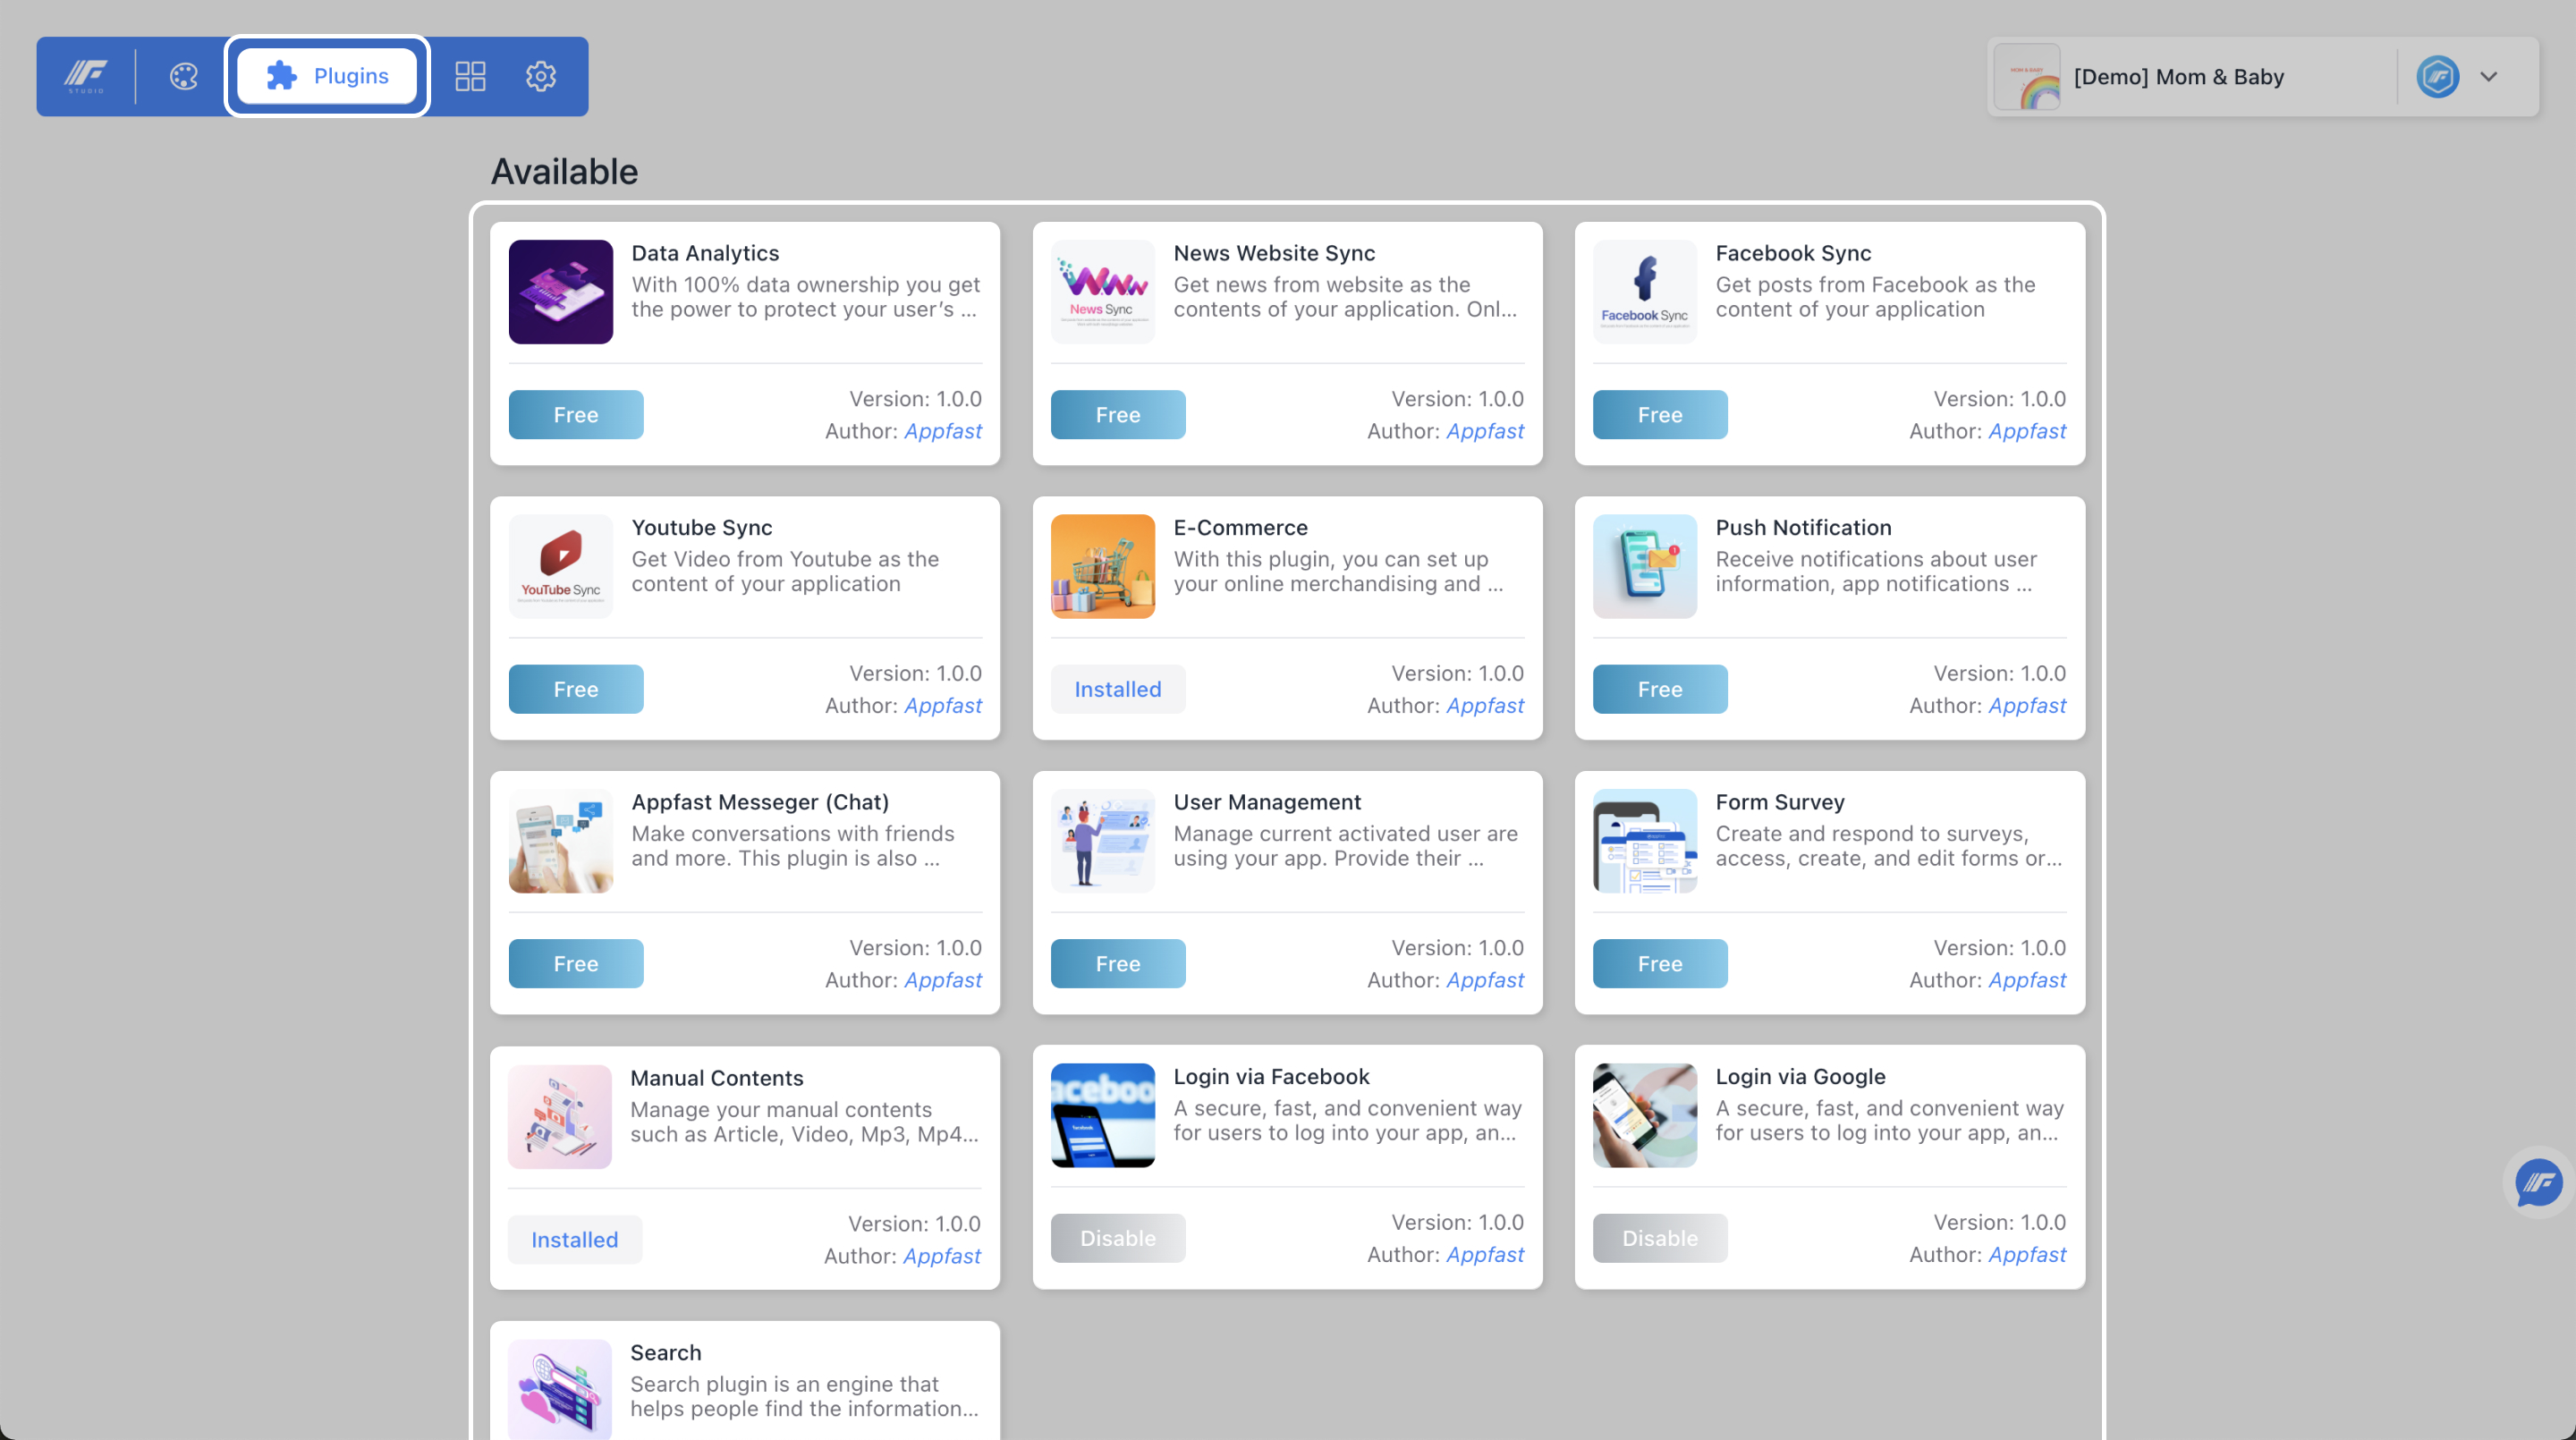 STUDIO
Plugins
[Demo] Mom & Baby
MOM & BABY
Available
Data Analytics
With 100% data ownership you get
the power to protect your user’s ...
Free
Version: 1.0.0
Author: Appfast
News Sync
News Website Sync
Get news from website as the
contents of your application. Onl...
Free
Version: 1.0.0
Author: Appfast
Facebook Sync
Facebook Sync
Get posts from Facebook as the
content of your application
Free
Version: 1.0.0
Author: Appfast
YouTube Sync
Youtube Sync
Get Video from Youtube as the
content of your application
Free
Version: 1.0.0
Author: Appfast
E-Commerce
With this plugin, you can set up
your online merchandising and ...
Installed
Version: 1.0.0
Author: Appfast
Push Notification
Receive notifications about user
information, app notifications ...
Free
Version: 1.0.0
Author: Appfast
Appfast Messeger (Chat)
Make conversations with friends
and more. This plugin is also ...
Free
Version: 1.0.0
Author: Appfast
User Management
Manage current activated user are
using your app. Provide their ...
Free
Version: 1.0.0
Author: Appfast
Form Survey
Create and respond to surveys,
access, create, and edit forms or...
Free
Version: 1.0.0
Author: Appfast
Manual Contents
Manage your manual contents
such as Article, Video, Mp3, Mp4...
Installed
Version: 1.0.0
Author: Appfast
aceboo
facebook
Login via Facebook
A secure, fast, and convenient way
for users to log into your app, an...
Disable
Version: 1.0.0
Author: Appfast
Login via Google
A secure, fast, and convenient way
for users to log into your app, an...
Disable
Version: 1.0.0
Author: Appfast
Search
Search plugin is an engine that
helps people find the information...